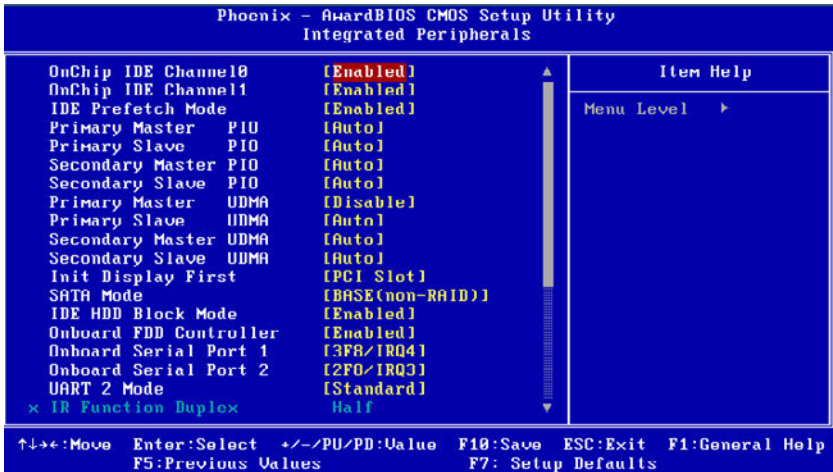 Phoenix - AwardBIOS CMOS Setup Utility
Integrated Peripherals
OnChip IDE Channel0 [Enabled]
OnChip IDE Channel1 [Enabled]
IDE Prefetch Mode [Enabled]
Primary Master PIO [Auto]
Primary Slave PIO [Auto]
Secondary Master PIO [Auto]
Secondary Slave PIO [Auto]
Primary Master UDMA [Disable]
Primary Slave UDMA [Auto]
Secondary Master UDMA [Auto]
Secondary Slave UDMA [Auto]
Init Display First [PCI Slot]
SATA Mode [BASE(non-RAID)]
IDE HDD Block Mode [Enabled]
Onboard FDD Controller [Enabled]
Onboard Serial Port 1 [3F8/IRQ4]
Onboard Serial Port 2 [2F8/IRQ3]
UART 2 Mode [Standard]
x IR Function Duplex Half
Item Help
Menu Level ▶
↑↓→←:Move Enter:Select +/-/PU/PD:Value F10:Save ESC:Exit F1:General Help
F5:Previous Values F7: Setup Defaults